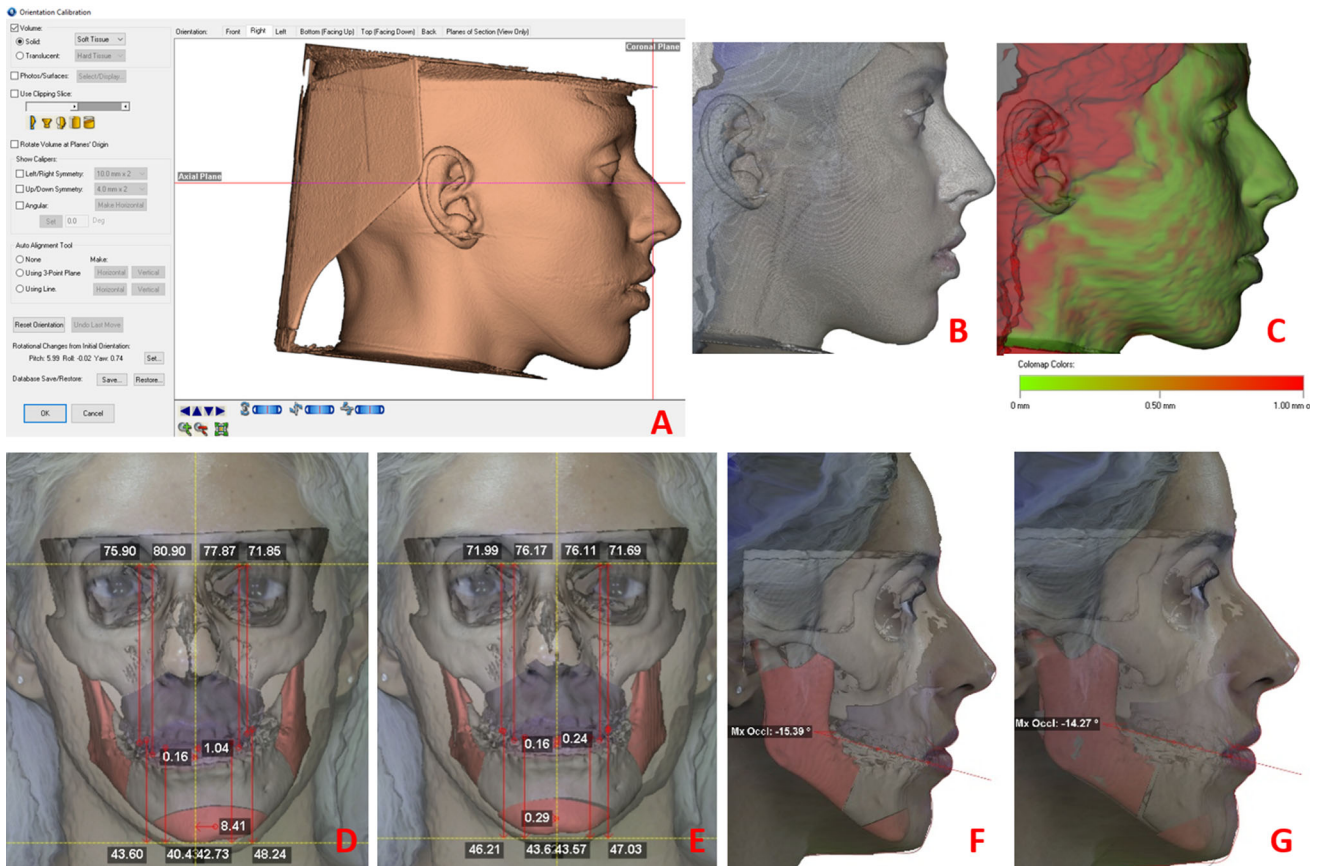 Orientation Calibration
Volume:
Solid: Soft Tissue
Translucent: Hard Tissue
Photos/Surfaces: Select/Display...
Use Clipping Slice:
Rotate Volume at Planes' Origin
Show Calipers:
Left/Right Symmetry: 10.0 mm x 2
Up/Down Symmetry: 4.0 mm x 2
Angular: Make Horizontal
Set 0.0 Deg
Auto Alignment Tool
None Make:
Using 3-Point Plane Horizontal Vertical
Using Line. Horizontal Vertical
Reset Orientation Undo Last Move
Rotational Changes from Initial Orientation:
Pitch: 5.99 Roll: -0.02 Yaw: 0.74 Set...
Database Save/Restore: Save... Restore...
OK Cancel
Orientation: Front Right Left Bottom (Facing Up) Top (Facing Down) Back Planes of Section (View Only)
Coronal Plane
Axial Plane
A
B
C
Colomap Colors:
0 mm 0.50 mm 1.00 mm o
75.90 80.90 77.87 71.85
0.16 1.04
8.41
43.60 40.43 42.73 48.24
D
71.99 76.17 76.11 71.69
0.16 0.24
0.29
46.21 43.6 43.57 47.03
E
Mx Occl: -15.39 °
F
Mx Occl: -14.27 °
G